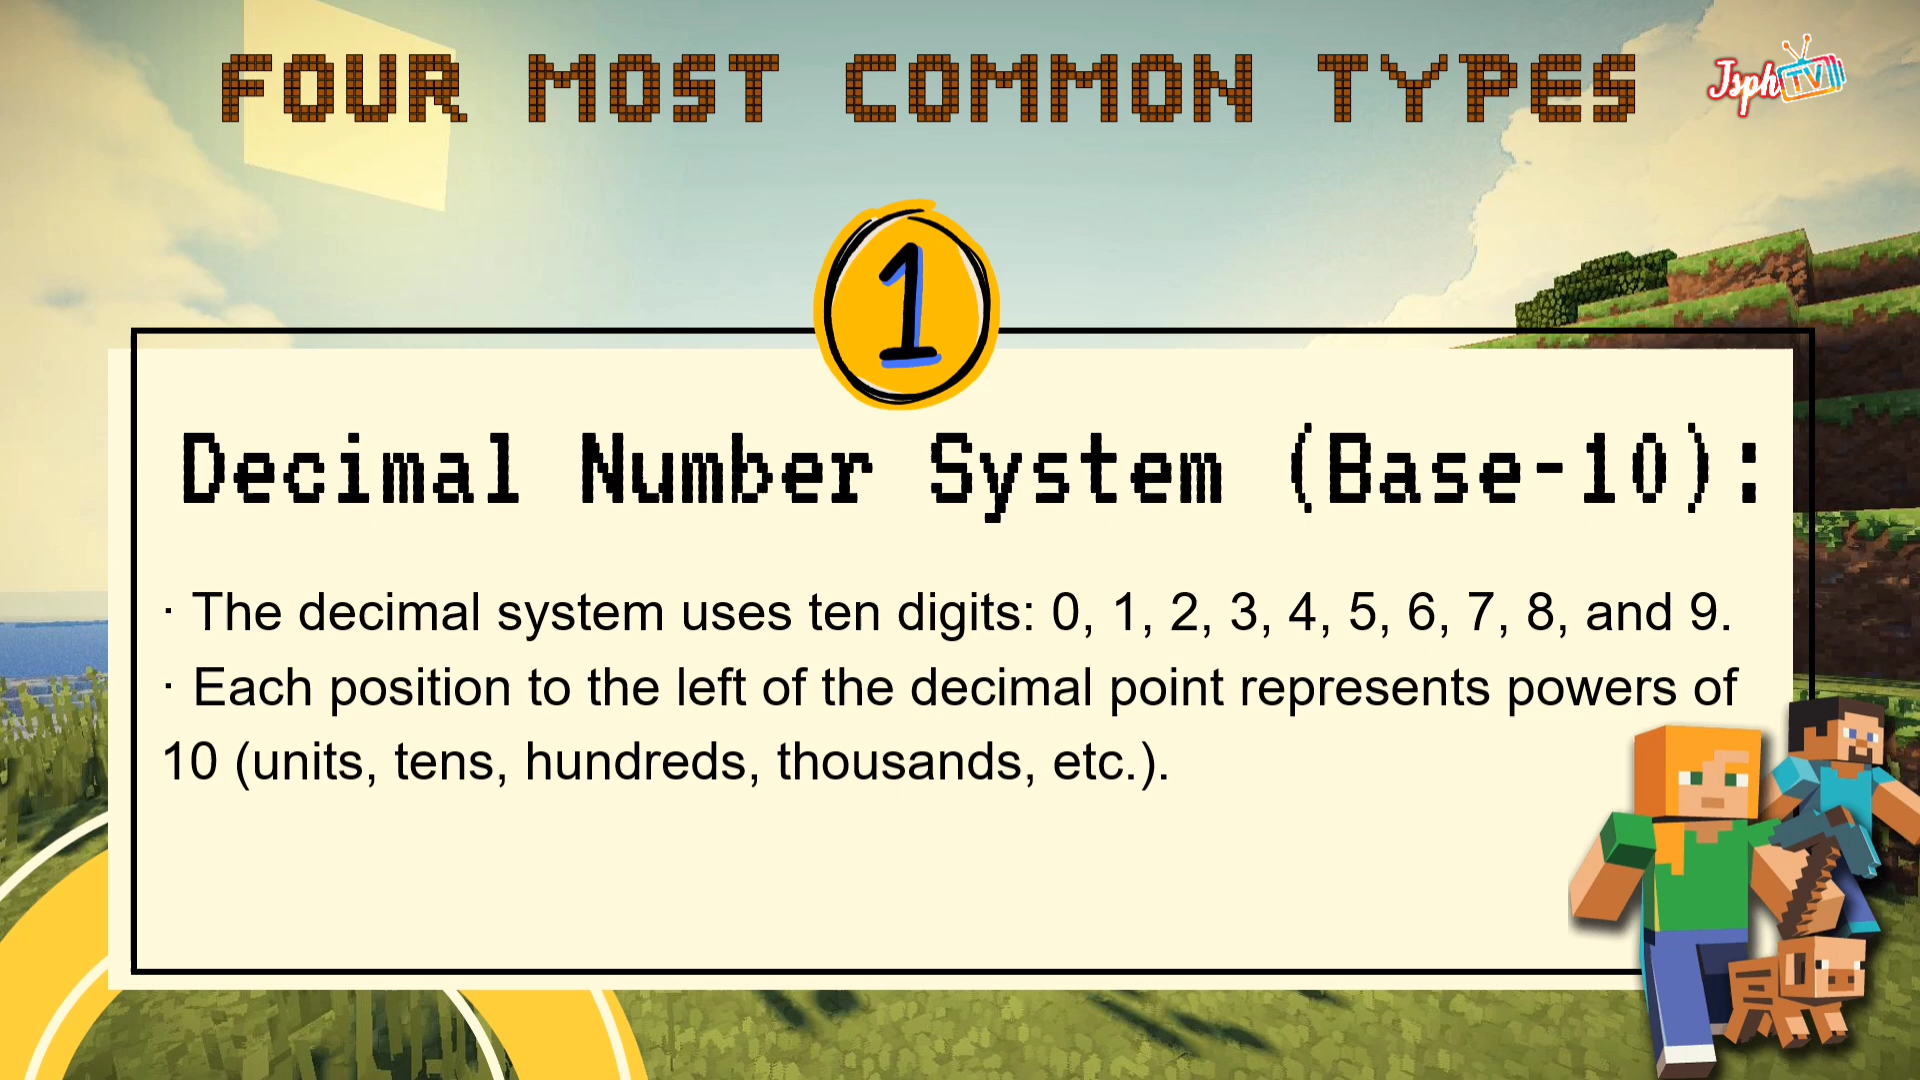 FOUR MOST COMMON TYPES
Jsph TV
1
Decimal Number System (Base-10):
· The decimal system uses ten digits: 0, 1, 2, 3, 4, 5, 6, 7, 8, and 9.
· Each position to the left of the decimal point represents powers of
10 (units, tens, hundreds, thousands, etc.).